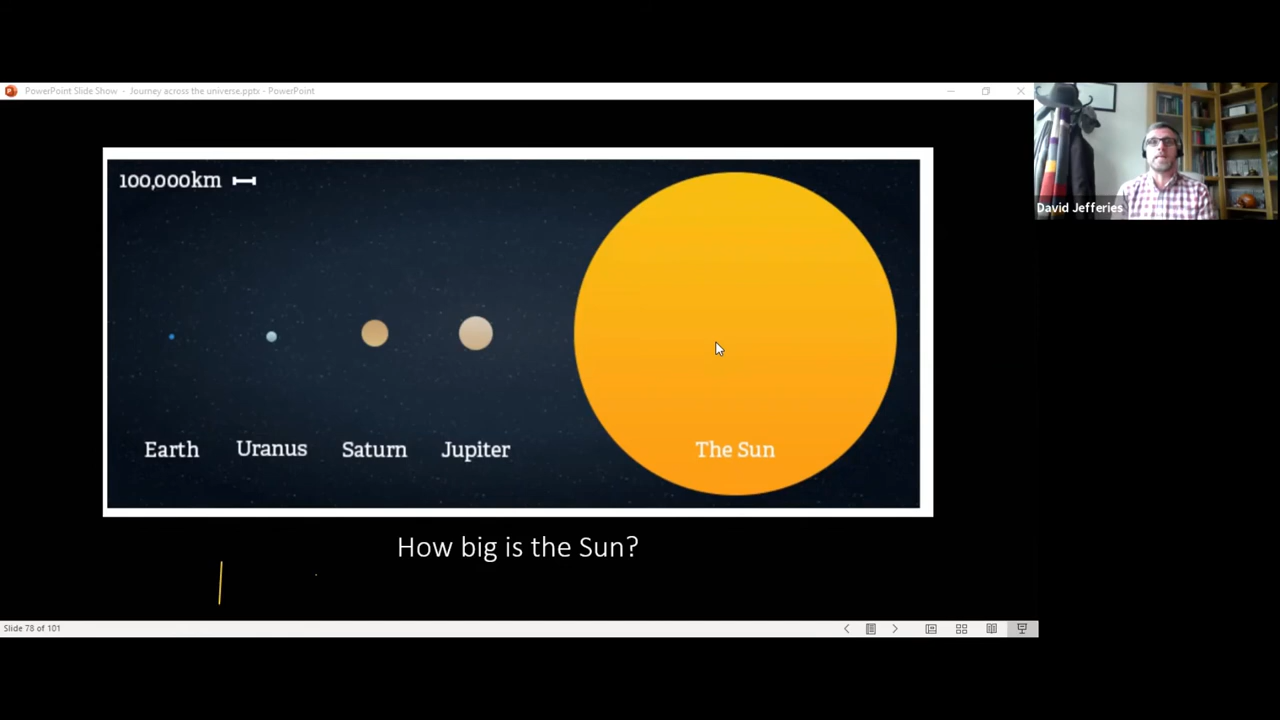 PowerPoint Slide Show - Journey across the universe.pptx - PowerPoint
100,000km
David Jefferies
Earth
Uranus
Saturn
Jupiter
The Sun
How big is the Sun?
Slide 78 of 101